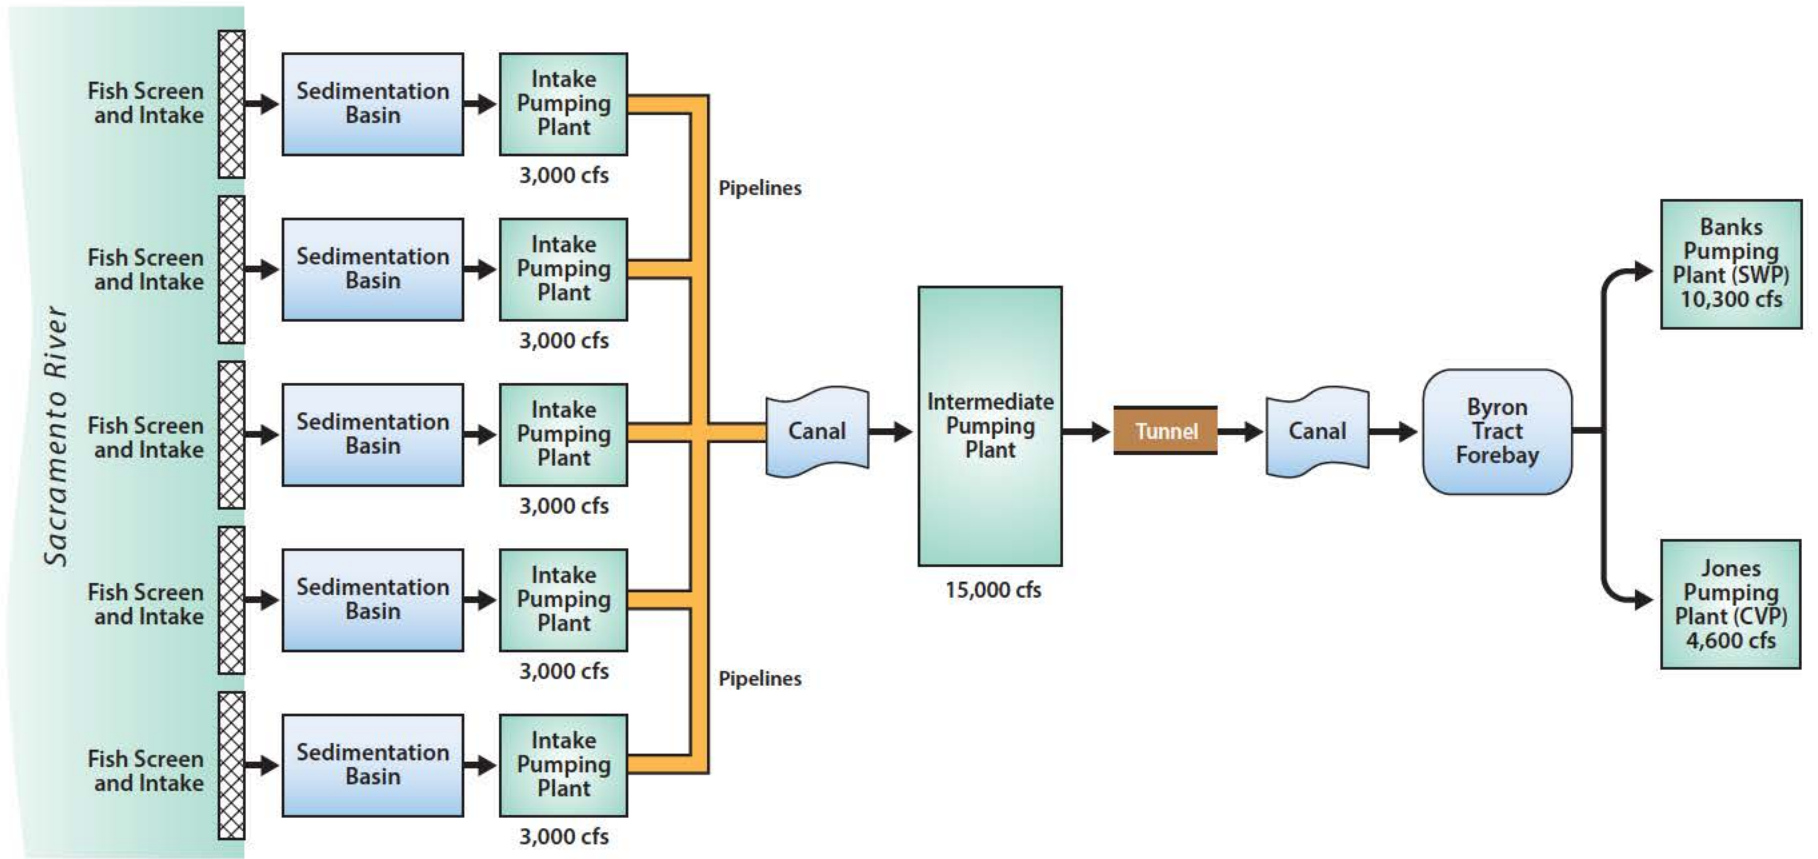 Sacramento River
Fish Screen
and Intake
Sedimentation
Basin
Intake
Pumping
Plant
3,000 cfs
Fish Screen
and Intake
Sedimentation
Basin
Intake
Pumping
Plant
3,000 cfs
Fish Screen
and Intake
Sedimentation
Basin
Intake
Pumping
Plant
3,000 cfs
Fish Screen
and Intake
Sedimentation
Basin
Intake
Pumping
Plant
3,000 cfs
Fish Screen
and Intake
Sedimentation
Basin
Intake
Pumping
Plant
3,000 cfs
Pipelines
Pipelines
Canal
Intermediate
Pumping
Plant
15,000 cfs
Tunnel
Canal
Byron
Tract
Forebay
Banks
Pumping
Plant (SWP)
10,300 cfs
Jones
Pumping
Plant (CVP)
4,600 cfs